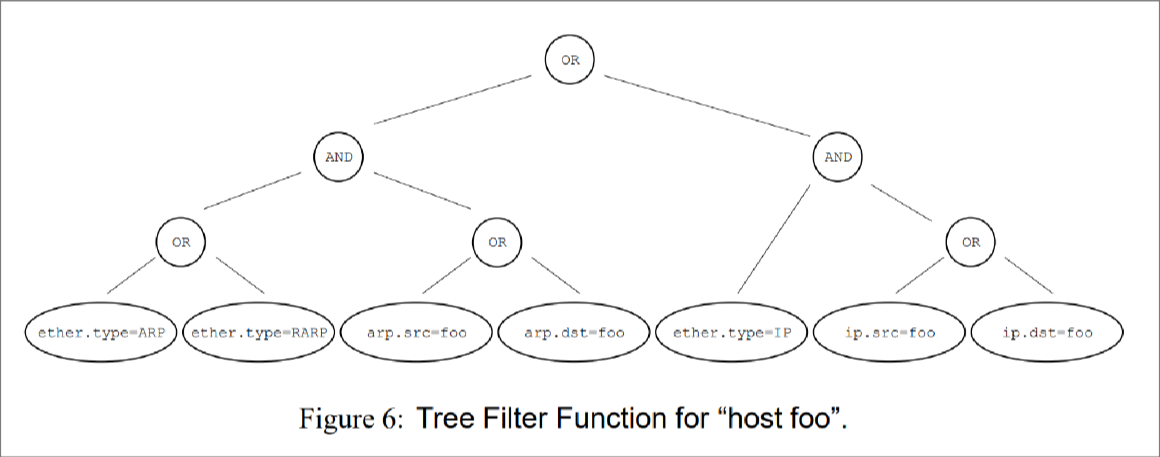 OR
AND
AND
OR
OR
OR
ether.type=ARP
ether.type=RARP
arp.src=foo
arp.dst=foo
ether.type=IP
ip.src=foo
ip.dst=foo
Figure 6: Tree Filter Function for “host foo”.